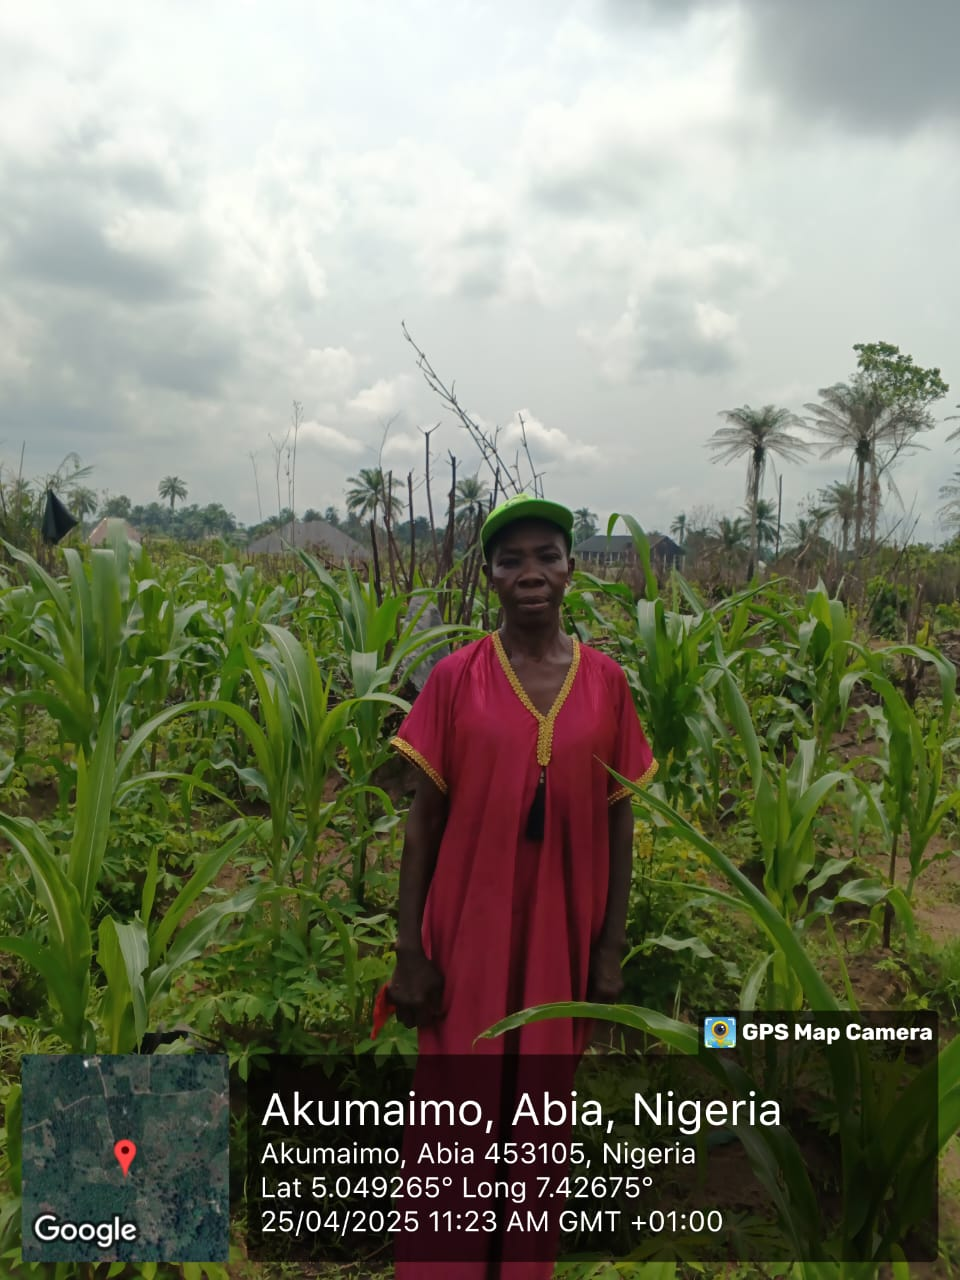 GPS Map Camera
Akumaimo, Abia, Nigeria
Akumaimo, Abia 453105, Nigeria
Lat 5.049265° Long 7.42675°
25/04/2025 11:23 AM GMT +01:00
Google